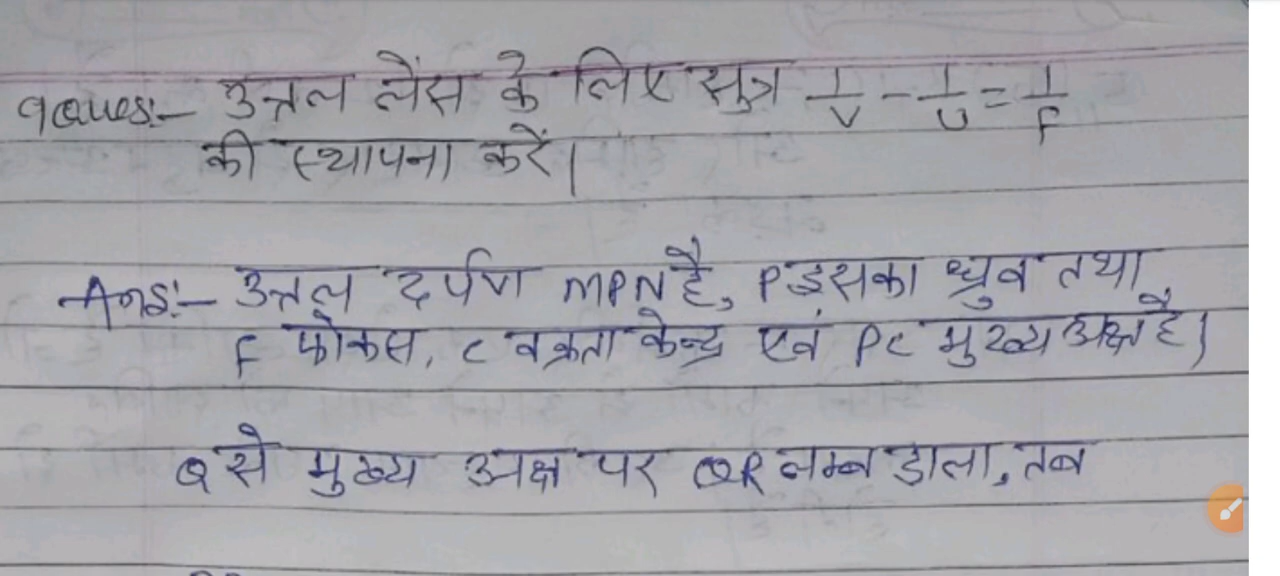 9Ques:- उत्तल लेंस के लिए सूत्र 1/v - 1/u = 1/F
की स्थापना करें।
Ans:- उत्तल दर्पण MPN है, P इसका ध्रुव तथा
F फोकस, C वक्रता केन्द्र एवं PC मुख्य अक्ष है।
Q से मुख्य अक्ष पर QR लम्ब डाला, तब